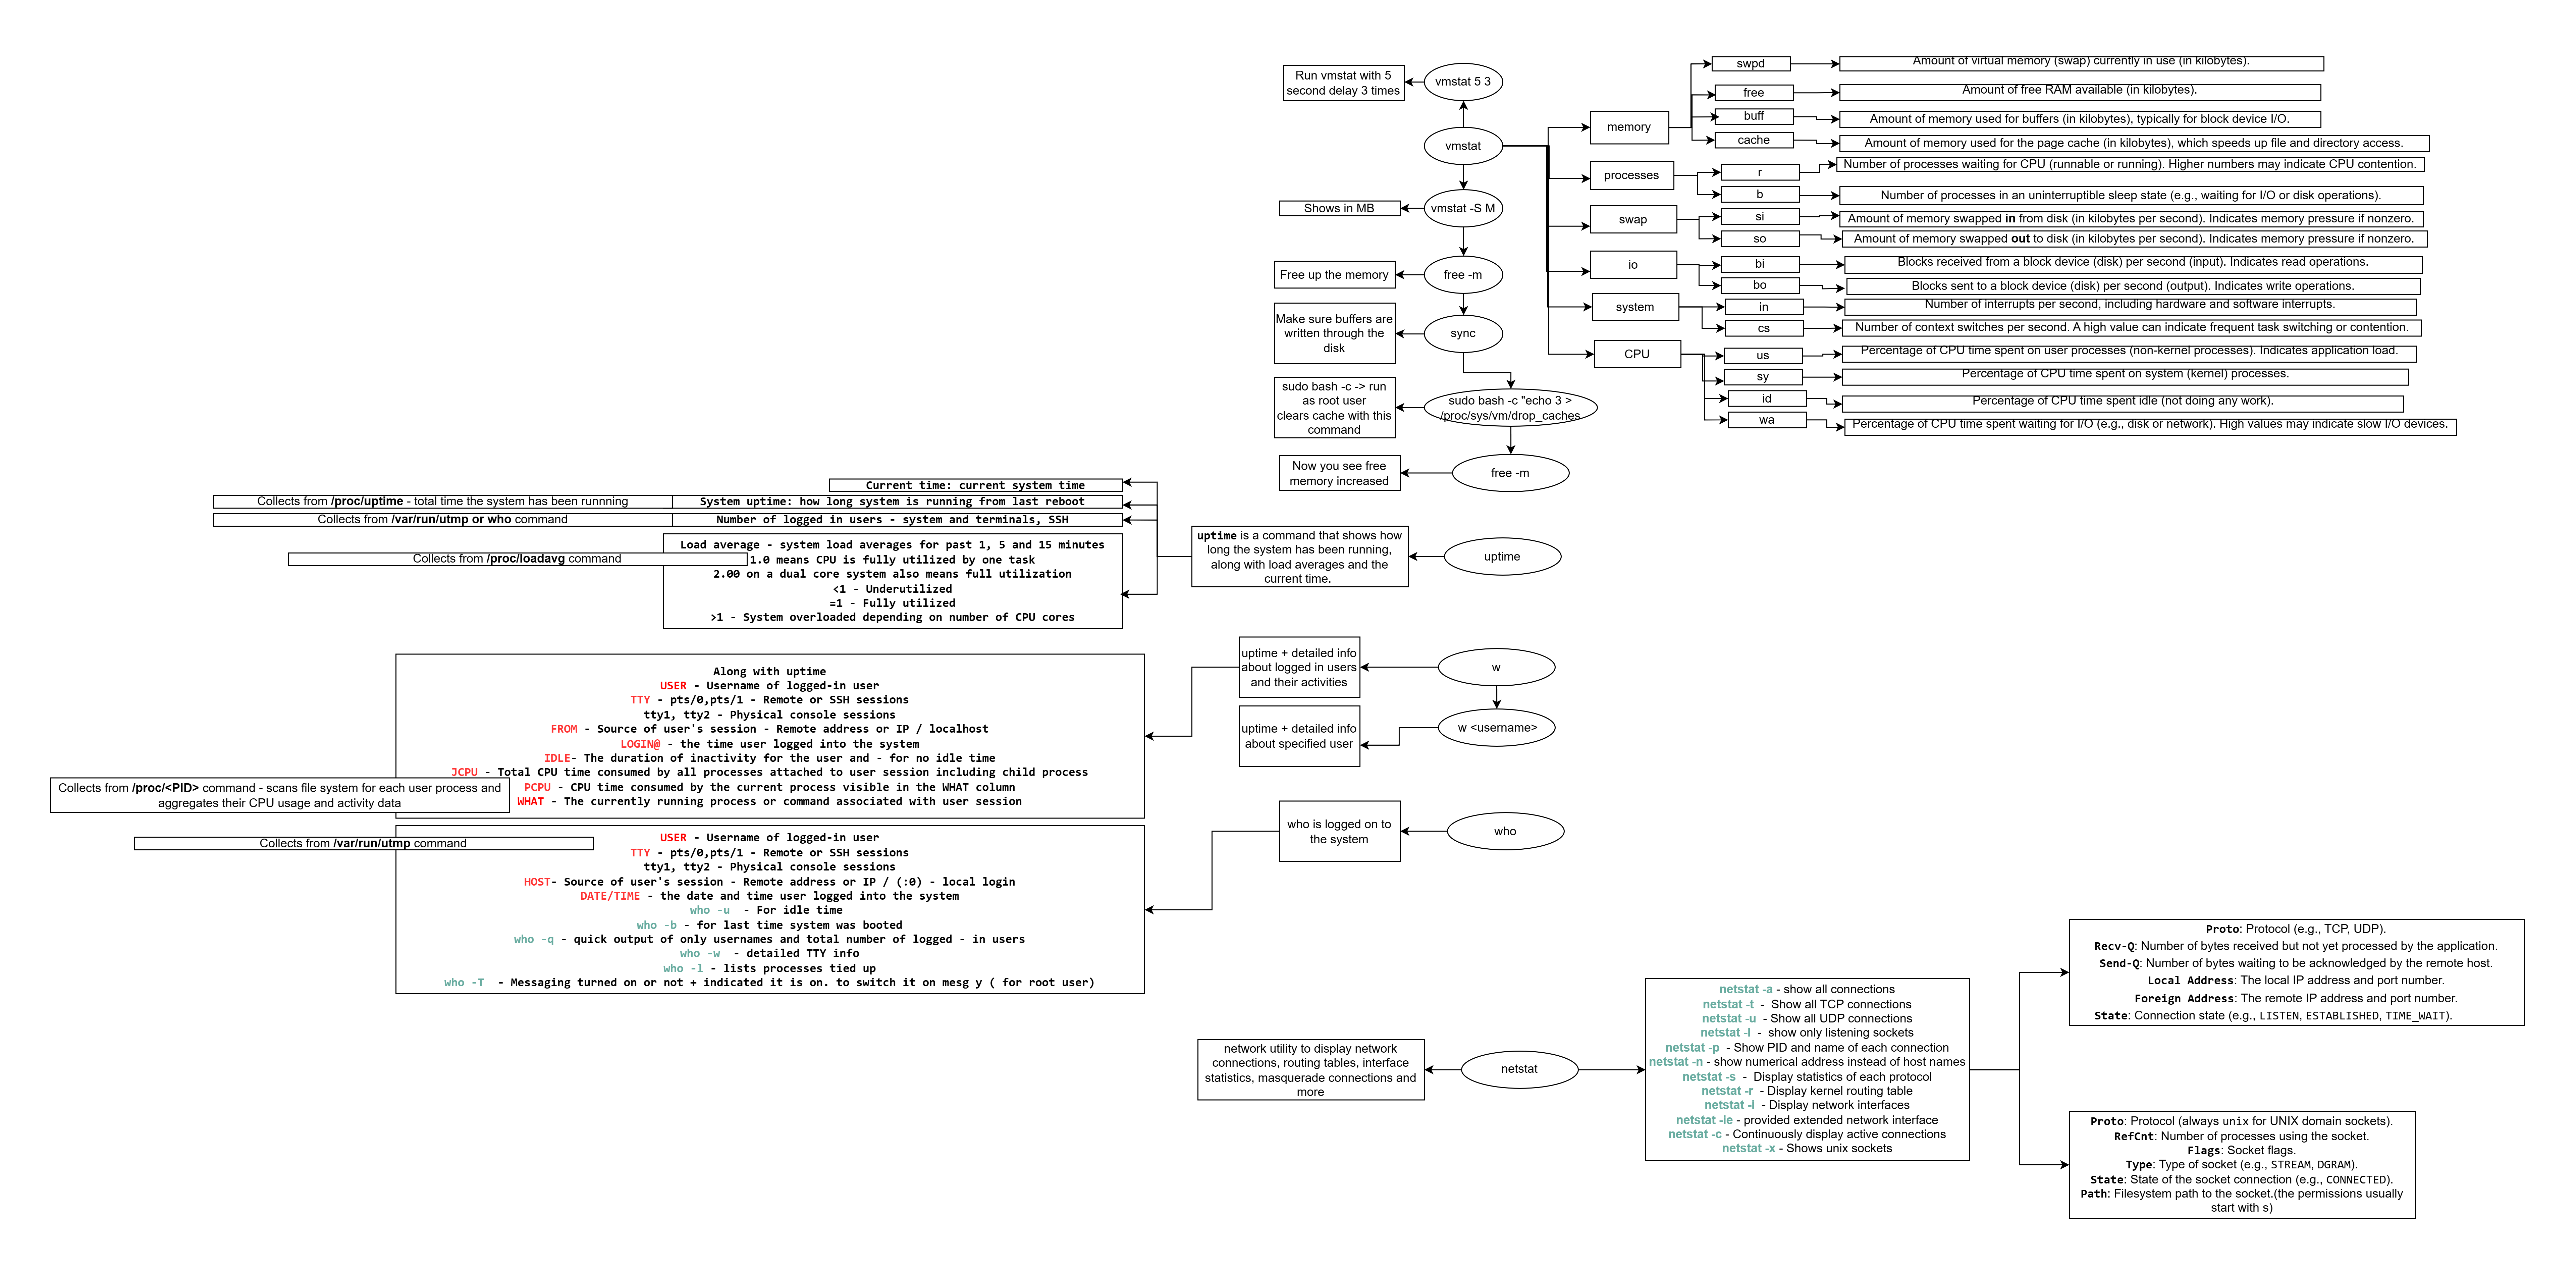 Run vmstat with 5
second delay 3 times
vmstat 5 3
vmstat
Shows in MB
vmstat -S M
Free up the memory
free -m
Make sure buffers are
written through the
disk
sync
sudo bash -c -> run
as root user
clears cache with this
command
sudo bash -c "echo 3 >
/proc/sys/vm/drop_caches
Now you see free
memory increased
free -m
memory
swpd
Amount of virtual memory (swap) currently in use (in kilobytes).
free
Amount of free RAM available (in kilobytes).
buff
Amount of memory used for buffers (in kilobytes), typically for block device I/O.
cache
Amount of memory used for the page cache (in kilobytes), which speeds up file and directory access.
processes
r
Number of processes waiting for CPU (runnable or running). Higher numbers may indicate CPU contention.
b
Number of processes in an uninterruptible sleep state (e.g., waiting for I/O or disk operations).
swap
si
Amount of memory swapped in from disk (in kilobytes per second). Indicates memory pressure if nonzero.
so
Amount of memory swapped out to disk (in kilobytes per second). Indicates memory pressure if nonzero.
io
bi
Blocks received from a block device (disk) per second (input). Indicates read operations.
bo
Blocks sent to a block device (disk) per second (output). Indicates write operations.
system
in
Number of interrupts per second, including hardware and software interrupts.
cs
Number of context switches per second. A high value can indicate frequent task switching or contention.
CPU
us
Percentage of CPU time spent on user processes (non-kernel processes). Indicates application load.
sy
Percentage of CPU time spent on system (kernel) processes.
id
Percentage of CPU time spent idle (not doing any work).
wa
Percentage of CPU time spent waiting for I/O (e.g., disk or network). High values may indicate slow I/O devices.
Current time: current system time
Collects from /proc/uptime - total time the system has been runnning
System uptime: how long system is running from last reboot
Collects from /var/run/utmp or who command
Number of logged in users - system and terminals, SSH
Collects from /proc/loadavg command
Load average - system load averages for past 1, 5 and 15 minutes
1.0 means CPU is fully utilized by one task
2.00 on a dual core system also means full utilization
<1 - Underutilized
=1 - Fully utilized
>1 - System overloaded depending on number of CPU cores
uptime is a command that shows how
long the system has been running,
along with load averages and the
current time.
uptime
Along with uptime
USER - Username of logged-in user
TTY - pts/0,pts/1 - Remote or SSH sessions
tty1, tty2 - Physical console sessions
FROM - Source of user's session - Remote address or IP / localhost
LOGIN@ - the time user logged into the system
IDLE- The duration of inactivity for the user and - for no idle time
JCPU - Total CPU time consumed by all processes attached to user session including child process
PCPU - CPU time consumed by the current process visible in the WHAT column
WHAT - The currently running process or command associated with user session
Collects from /proc/<PID> command - scans file system for each user process and
aggregates their CPU usage and activity data
uptime + detailed info
about logged in users
and their activities
w
uptime + detailed info
about specified user
w <username>
Collects from /var/run/utmp command
USER - Username of logged-in user
TTY - pts/0,pts/1 - Remote or SSH sessions
tty1, tty2 - Physical console sessions
HOST- Source of user's session - Remote address or IP / (:0) - local login
DATE/TIME - the date and time user logged into the system
who -u - For idle time
who -b - for last time system was booted
who -q - quick output of only usernames and total number of logged - in users
who -w - detailed TTY info
who -l - lists processes tied up
who -T - Messaging turned on or not + indicated it is on. to switch it on mesg y ( for root user)
who is logged on to
the system
who
network utility to display network
connections, routing tables, interface
statistics, masquerade connections and
more
netstat
netstat -a - show all connections
netstat -t - Show all TCP connections
netstat -u - Show all UDP connections
netstat -l - show only listening sockets
netstat -p - Show PID and name of each connection
netstat -n - show numerical address instead of host names
netstat -s - Display statistics of each protocol
netstat -r - Display kernel routing table
netstat -i - Display network interfaces
netstat -ie - provided extended network interface
netstat -c - Continuously display active connections
netstat -x - Shows unix sockets
Proto: Protocol (e.g., TCP, UDP).
Recv-Q: Number of bytes received but not yet processed by the application.
Send-Q: Number of bytes waiting to be acknowledged by the remote host.
Local Address: The local IP address and port number.
Foreign Address: The remote IP address and port number.
State: Connection state (e.g., LISTEN, ESTABLISHED, TIME_WAIT).
Proto: Protocol (always unix for UNIX domain sockets).
RefCnt: Number of processes using the socket.
Flags: Socket flags.
Type: Type of socket (e.g., STREAM, DGRAM).
State: State of the socket connection (e.g., CONNECTED).
Path: Filesystem path to the socket.(the permissions usually
start with s)